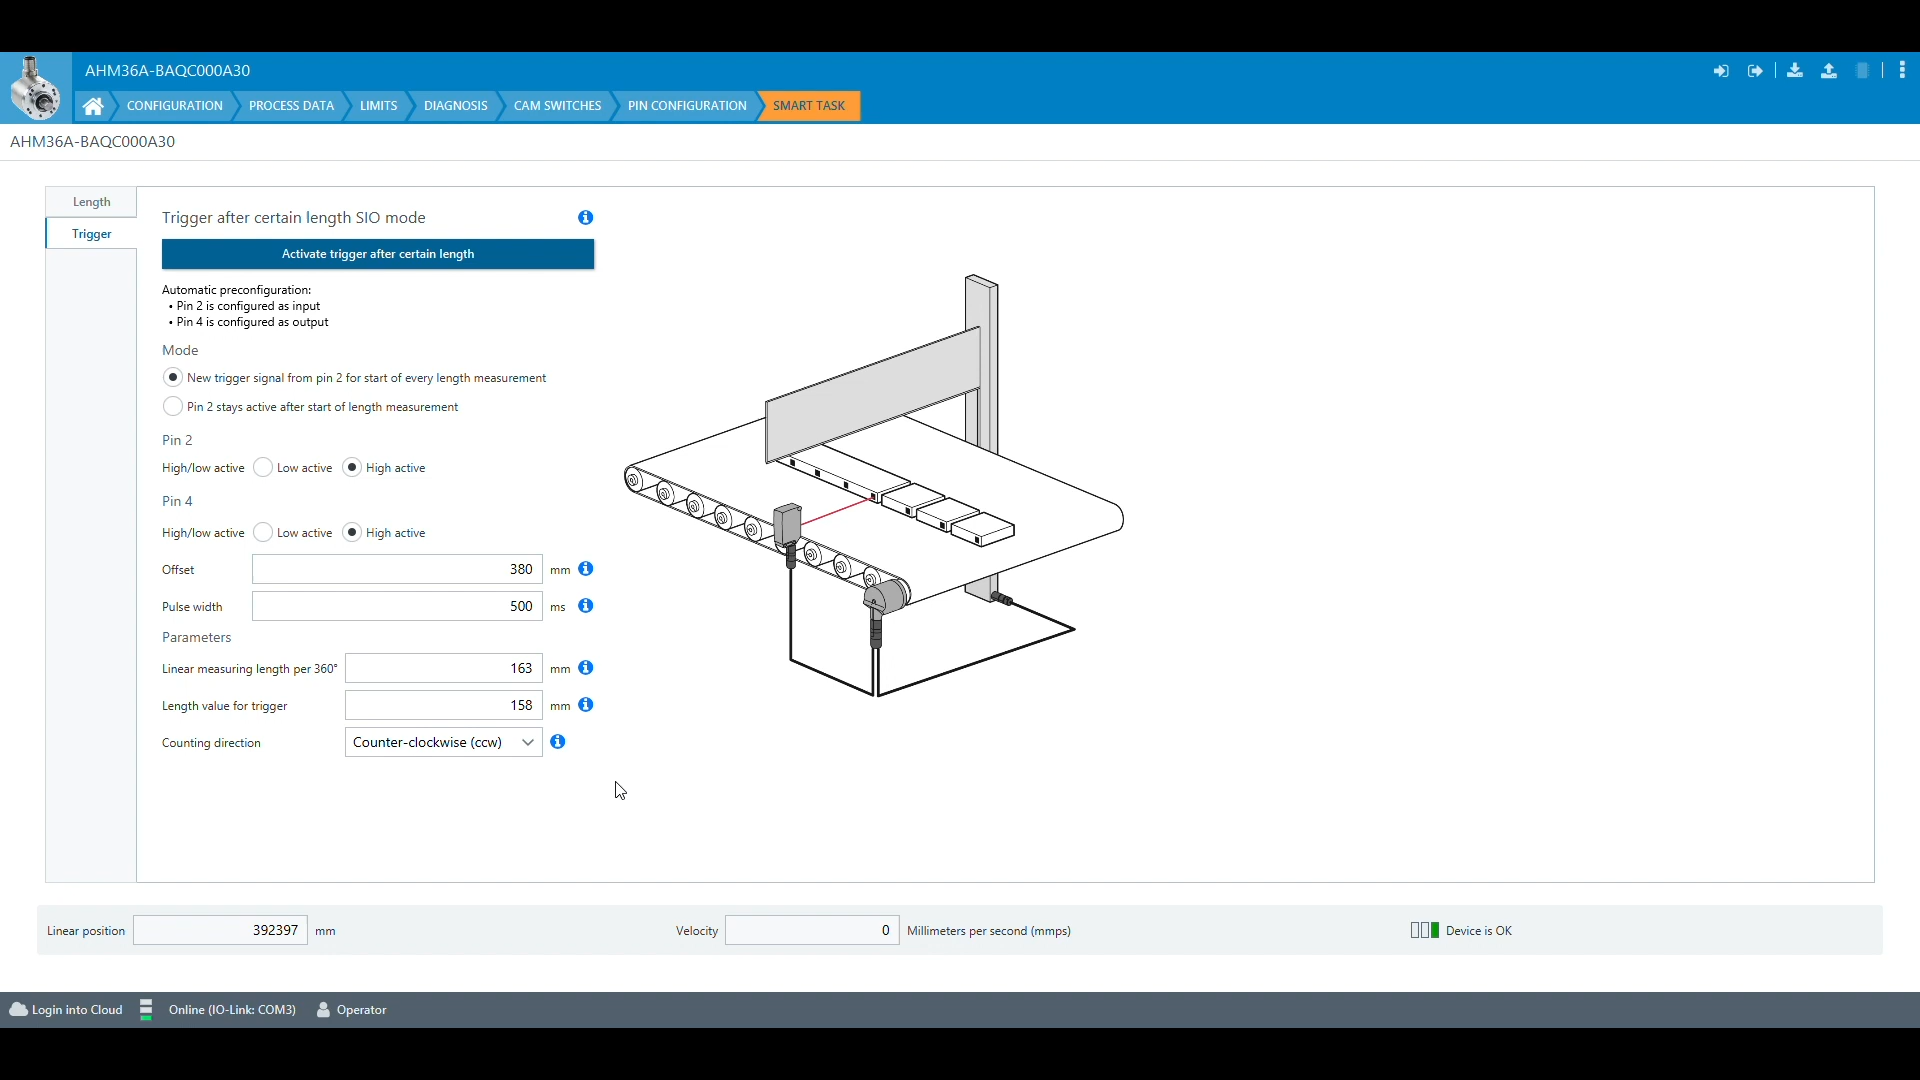 AHM36A-BAQC000A30
CONFIGURATION PROCESS DATA LIMITS DIAGNOSIS CAM SWITCHES PIN CONFIGURATION SMART TASK
AHM36A-BAQC000A30
Length
Trigger
Trigger after certain length SIO mode
Activate trigger after certain length
Automatic preconfiguration:
• Pin 2 is configured as input
• Pin 4 is configured as output
Mode
New trigger signal from pin 2 for start of every length measurement
Pin 2 stays active after start of length measurement
Pin 2
High/low active Low active High active
Pin 4
High/low active Low active High active
Offset 380 mm
Pulse width 500 ms
Parameters
Linear measuring length per 360° 163 mm
Length value for trigger 158 mm
Counting direction Counter-clockwise (ccw)
Linear position 392397 mm Velocity 0 Millimeters per second (mmps) Device is OK
Login into Cloud Online (IO-Link: COM3) Operator